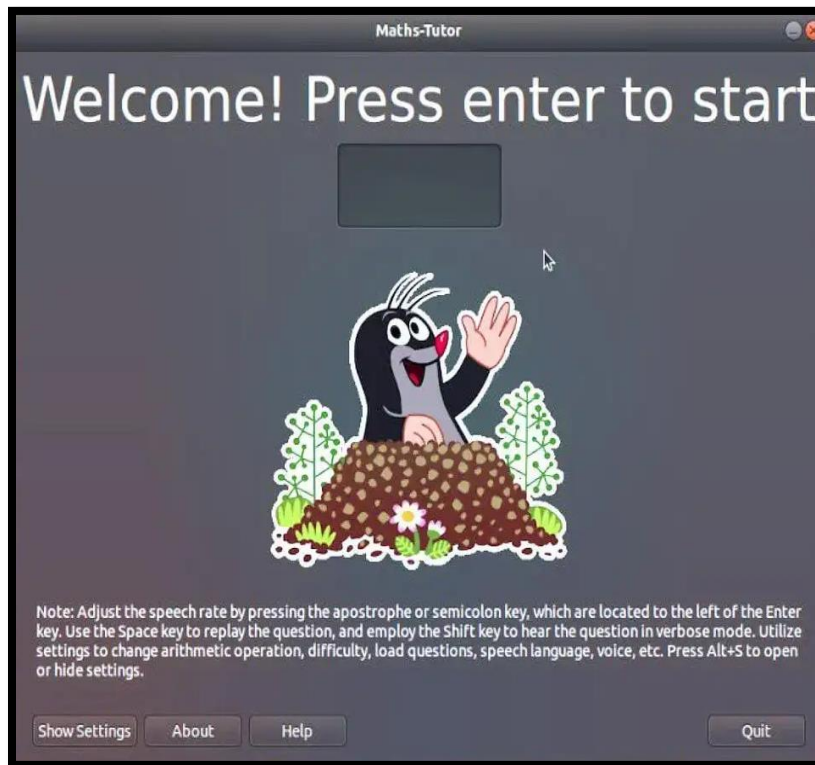 Maths-Tutor
Welcome! Press enter to start
Note: Adjust the speech rate by pressing the apostrophe or semicolon key, which are located to the left of the Enter
key. Use the Space key to replay the question, and employ the Shift key to hear the question in verbose mode. Utilize
settings to change arithmetic operation, difficulty, load questions, speech language, voice, etc. Press Alt+S to open
or hide settings.
Show Settings About Help Quit